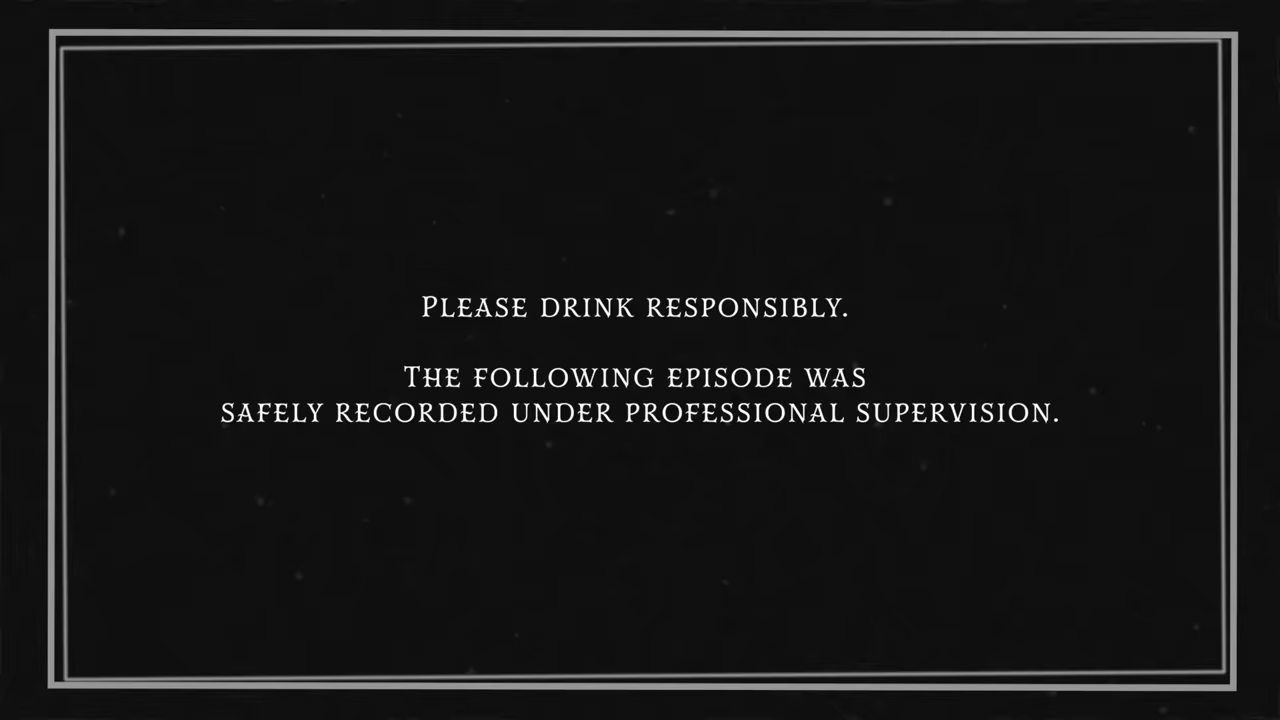 Please drink responsibly.
The following episode was
safely recorded under professional supervision.